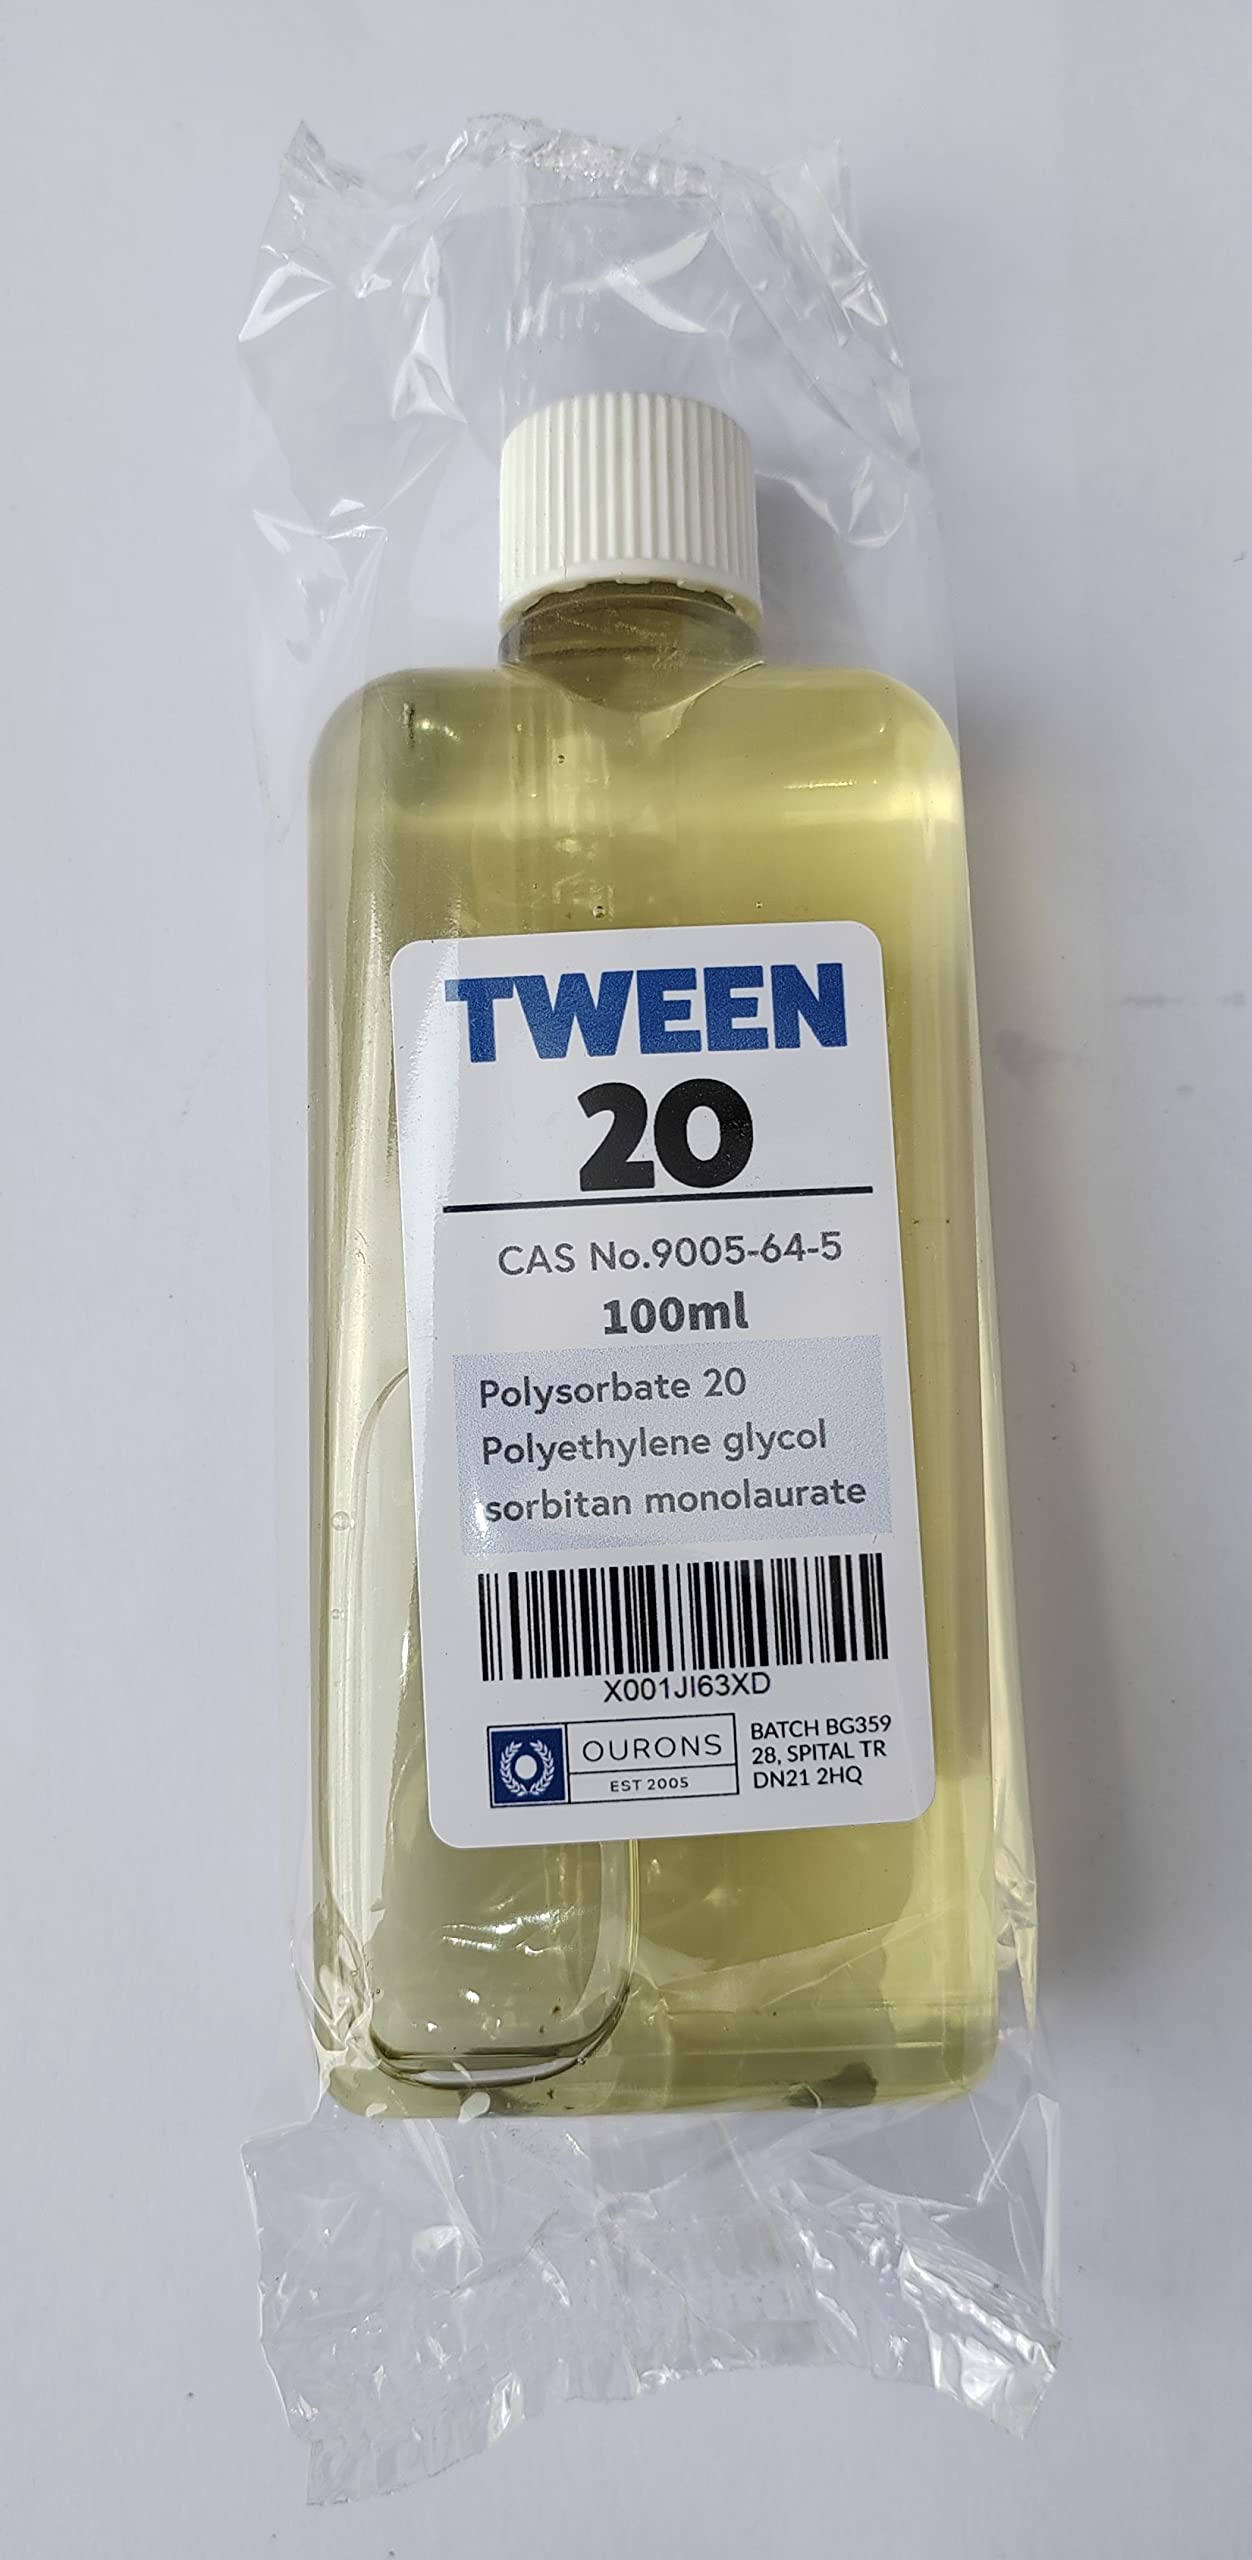 TWEEN
20
CAS No.9005-64-5
100ml
Polysorbate 20
Polyethylene glycol
sorbitan monolaurate
X001JI63XD
OURONS
EST 2005
BATCH BG359
28, SPITAL TR
DN21 2HQ